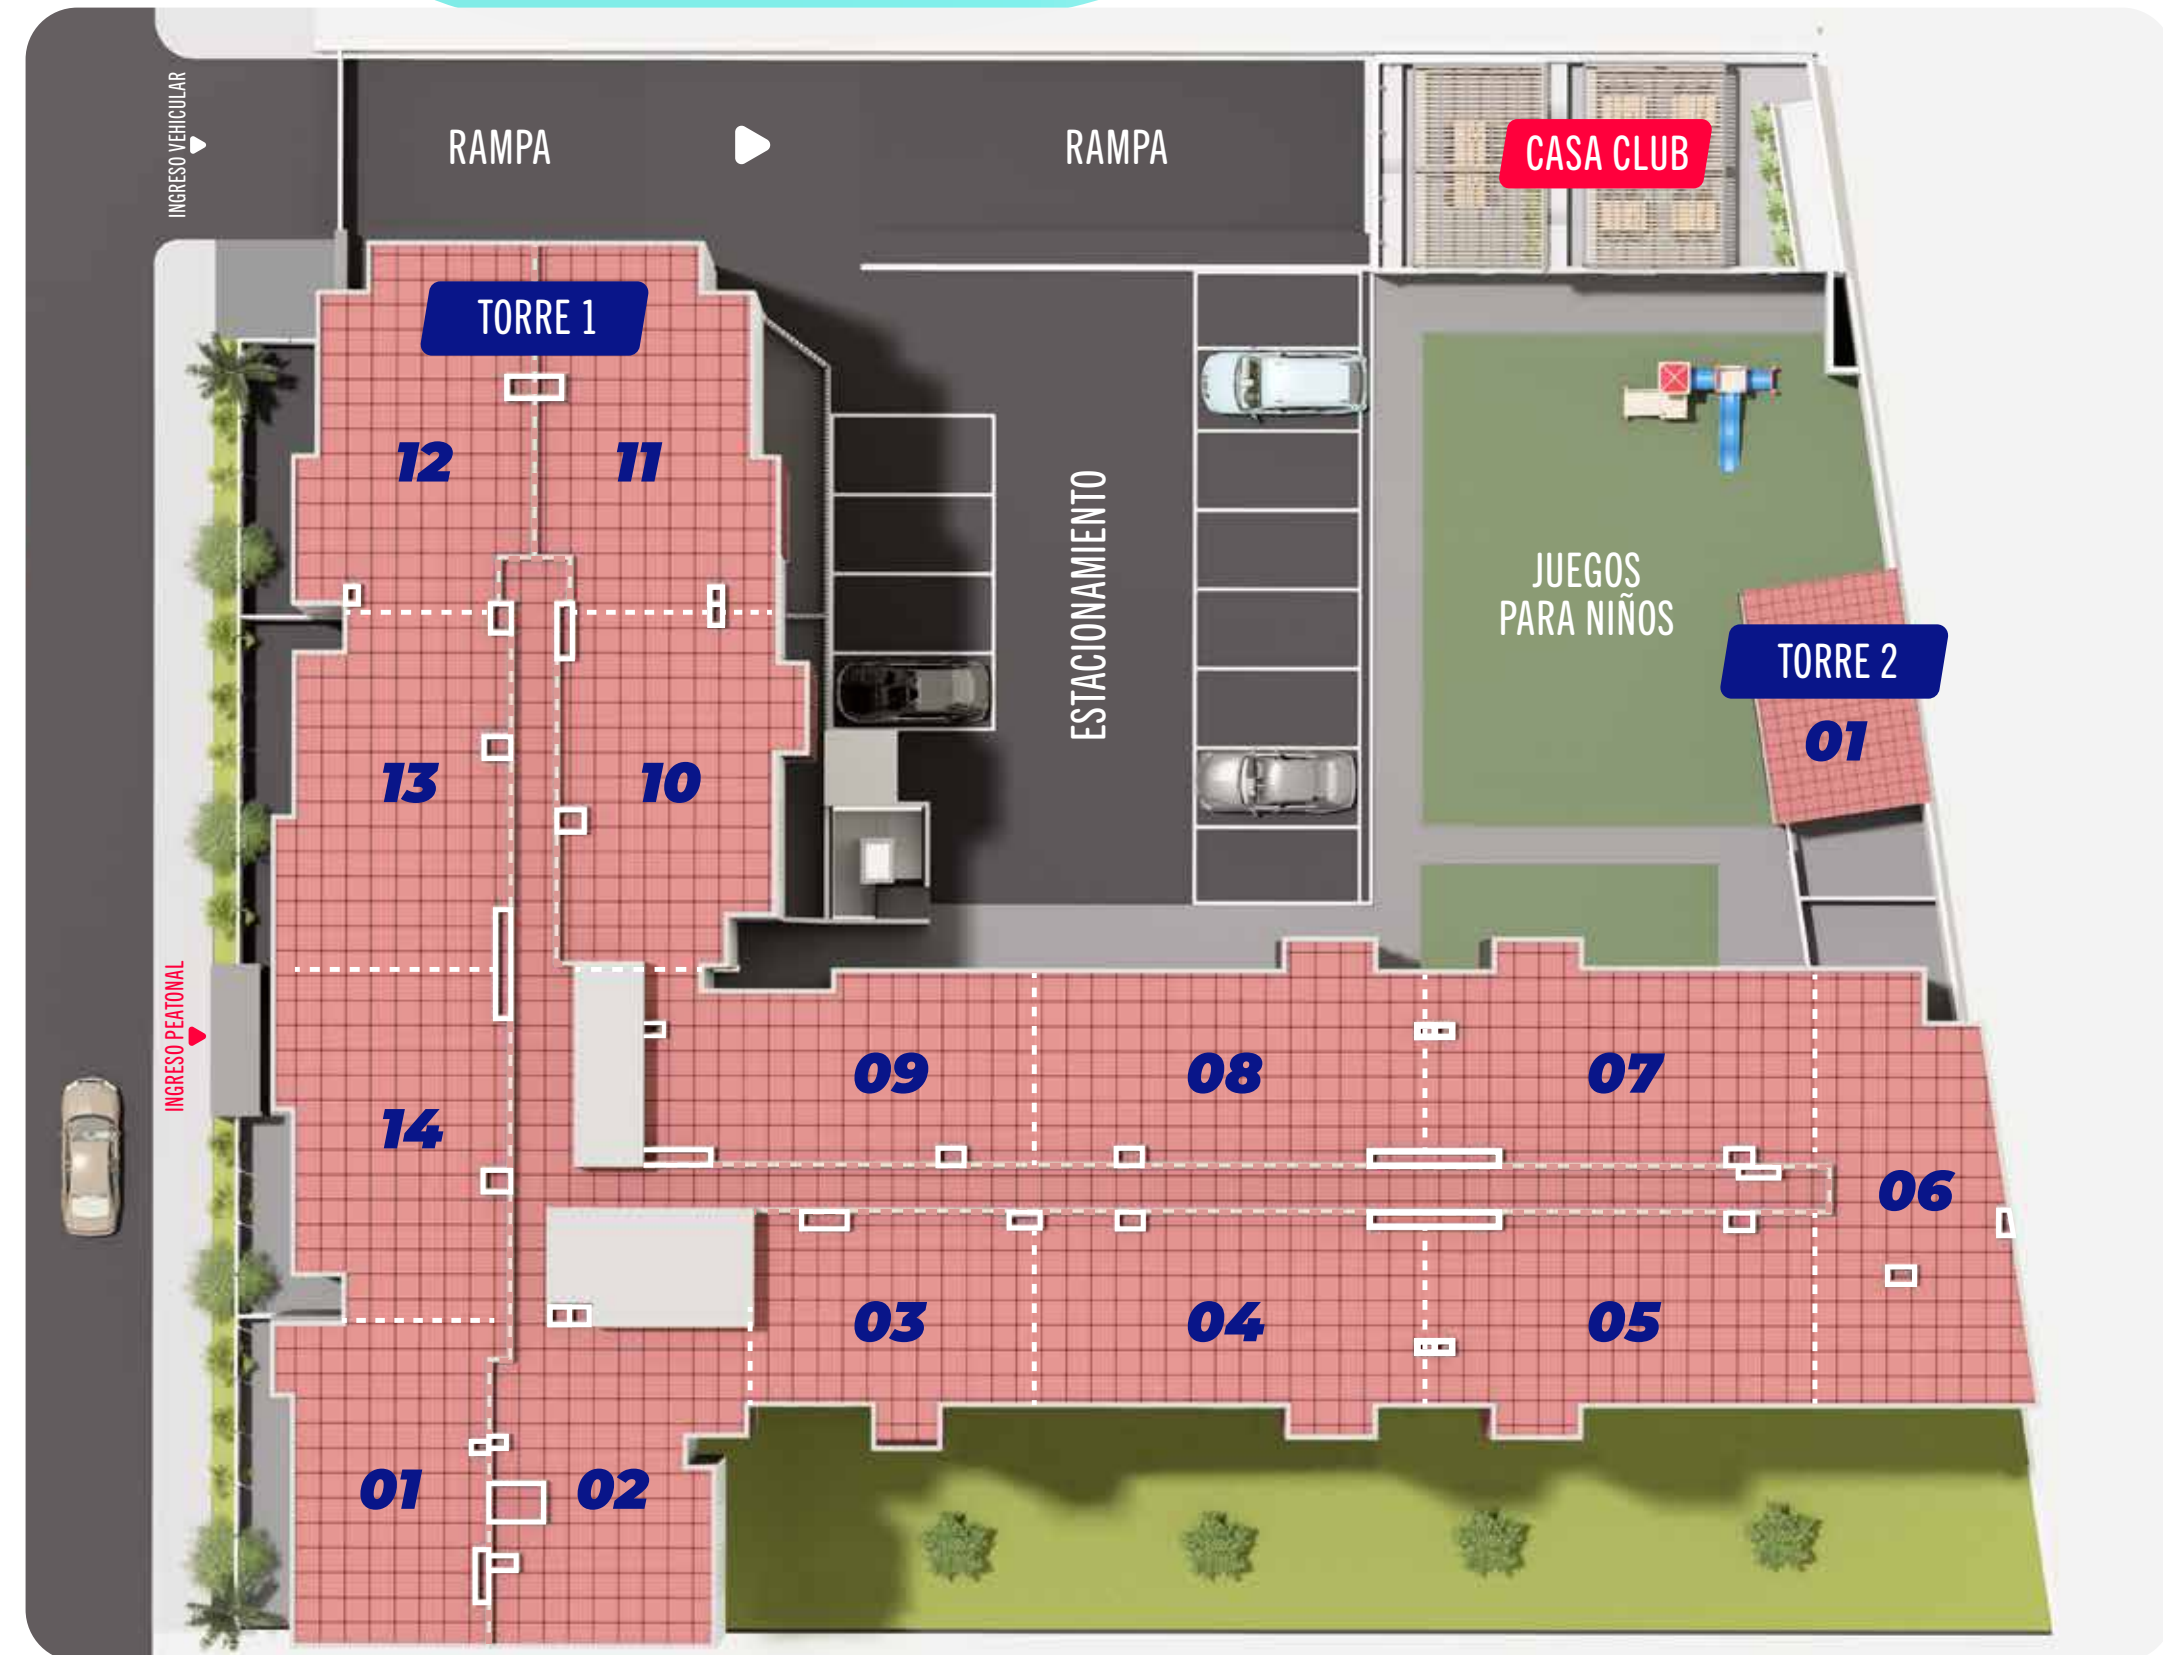 INGRESO VEHICULAR
RAMPA
RAMPA
CASA CLUB
TORRE 1
12
11
ESTACIONAMIENTO
JUEGOS
PARA NIÑOS
TORRE 2
01
13
10
INGRESO PEATONAL
14
09
08
07
06
03
04
05
01
02